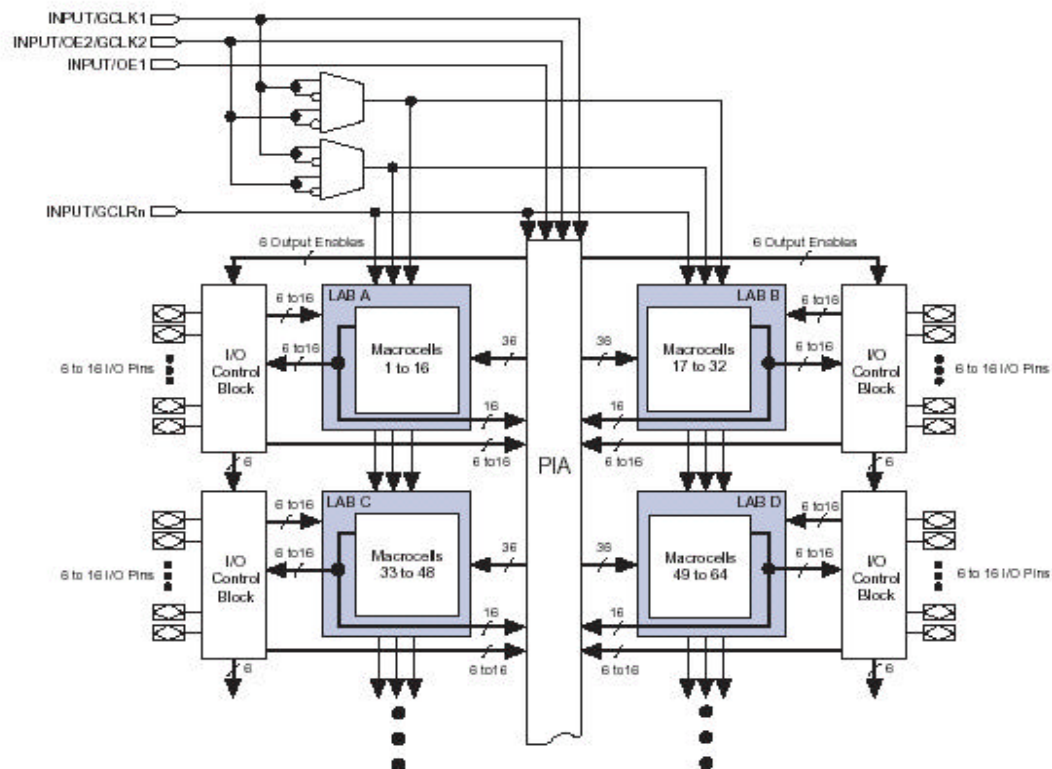 INPUT/GCLK1
INPUT/OE2/GCLK2
INPUT/OE1
INPUT/GCLRn
6 Output Enables
6 Output Enables
6 to16
LAB A
LAB B
6 to16
I/O
Control
Block
6 to16
Macrocells
1 to 16
36
36
Macrocells
17 to 32
6 to16
I/O
Control
Block
6 to 16 I/O Pins
6 to 16 I/O Pins
16
16
6 to16
6 to16
PIA
6
6
6 to16
LAB C
LAB D
6 to16
I/O
Control
Block
6 to16
Macrocells
33 to 48
36
36
Macrocells
49 to 64
6 to16
I/O
Control
Block
6 to 16 I/O Pins
6 to 16 I/O Pins
16
16
6 to16
6 to16
6
6